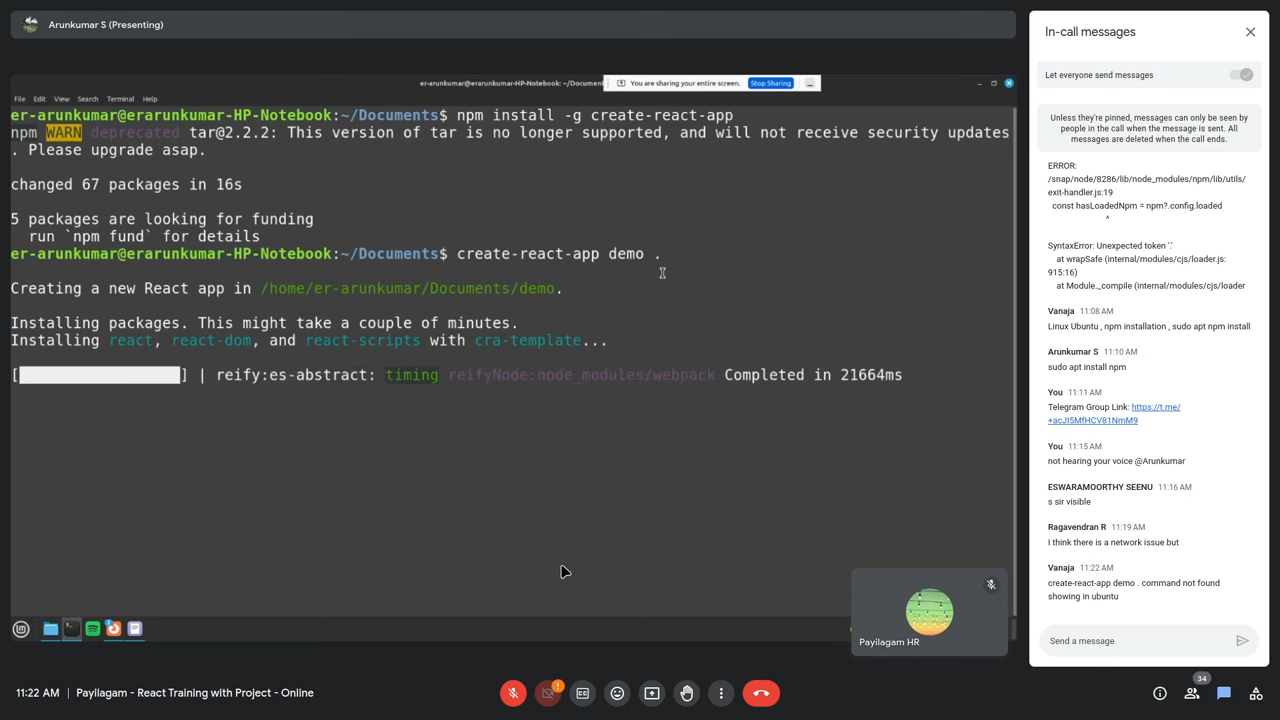 Arunkumar S (Presenting)
er-arunkumar@erarunkumar-HP-Notebook: ~/Documents
You are sharing your entire screen.
Stop Sharing
File Edit View Search Terminal Help
er-arunkumar@erarunkumar-HP-Notebook:~/Documents$ npm install -g create-react-app
npm WARN deprecated tar@2.2.2: This version of tar is no longer supported, and will not receive security updates
. Please upgrade asap.
changed 67 packages in 16s
5 packages are looking for funding
run `npm fund` for details
er-arunkumar@erarunkumar-HP-Notebook:~/Documents$ create-react-app demo .
Creating a new React app in /home/er-arunkumar/Documents/demo.
Installing packages. This might take a couple of minutes.
Installing react, react-dom, and react-scripts with cra-template...
[ ] | reify:es-abstract: timing reifyNode:node_modules/webpack Completed in 21664ms
Payilagam HR
11:22 AM | Payilagam - React Training with Project - Online
In-call messages
Let everyone send messages
Unless they're pinned, messages can only be seen by
people in the call when the message is sent. All
messages are deleted when the call ends.
ERROR:
/snap/node/8286/lib/node_modules/npm/lib/utils/
exit-handler.js:19
const hasLoadedNpm = npm?.config.loaded
^
SyntaxError: Unexpected token '.'
at wrapSafe (internal/modules/cjs/loader.js:
915:16)
at Module._compile (internal/modules/cjs/loader
Vanaja 11:08 AM
Linux Ubuntu , npm installation , sudo apt npm install
Arunkumar S 11:10 AM
sudo apt install npm
You 11:11 AM
Telegram Group Link: https://t.me/
+acJI5MfHCV81NmM9
You 11:15 AM
not hearing your voice @Arunkumar
ESWARAMOORTHY SEENU 11:16 AM
s sir visible
Ragavendran R 11:19 AM
I think there is a network issue but
Vanaja 11:22 AM
create-react-app demo . command not found
showing in ubuntu
Send a message
34